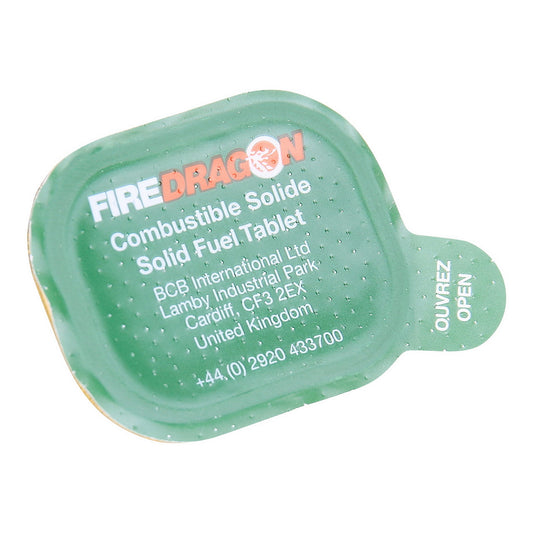 FIREDRAGON
Combustible Solide
Solid Fuel Tablet
BCB International Ltd
Lamby Industrial Park
Cardiff, CF3 2EX
United Kingdom
+44 (0) 2920 433700
OUVREZ
OPEN